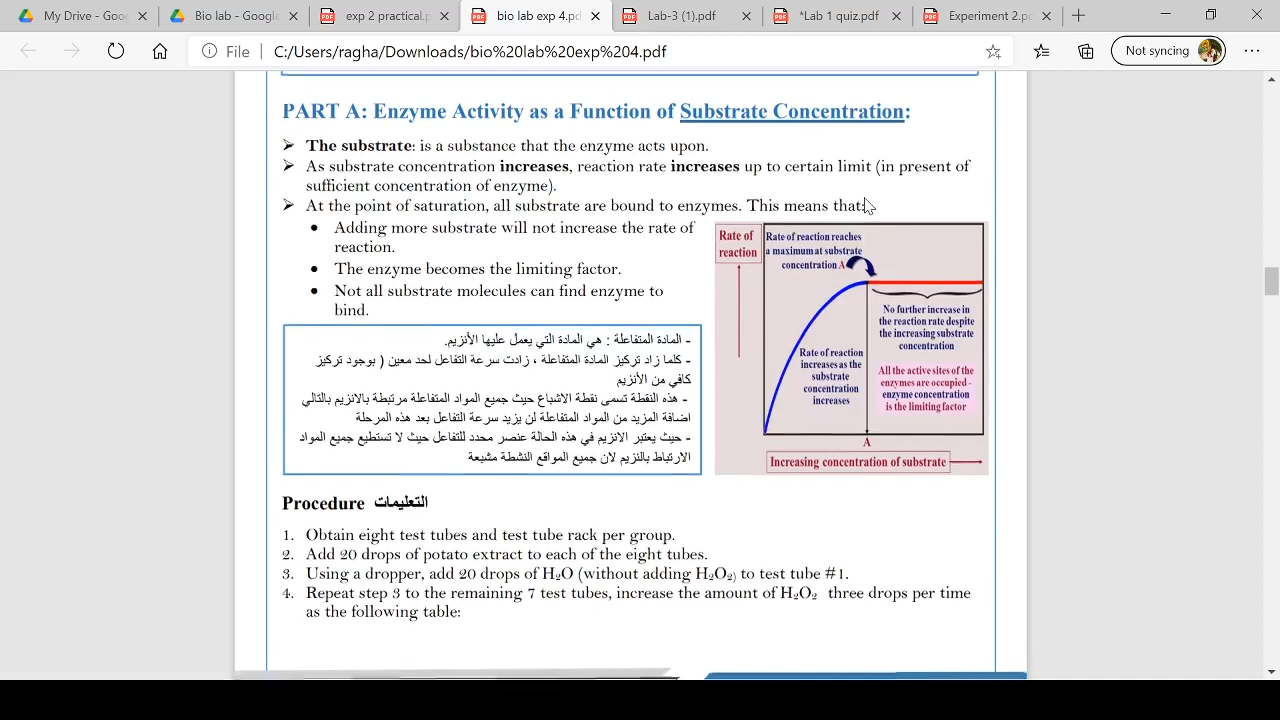 My Drive - Goog
Bio lab - Google
exp 2 practical.p
bio lab exp 4.pd
Lab-3 (1).pdf
*Lab 1 quiz.pdf
Experiment 2.pd
File
C:/Users/ragha/Downloads/bio%20lab%20exp%204.pdf
Not syncing
PART A: Enzyme Activity as a Function of Substrate Concentration:
➢ The substrate: is a substance that the enzyme acts upon.
➢ As substrate concentration increases, reaction rate increases up to certain limit (in present of
sufficient concentration of enzyme).
➢ At the point of saturation, all substrate are bound to enzymes. This means that:
• Adding more substrate will not increase the rate of
reaction.
• The enzyme becomes the limiting factor.
• Not all substrate molecules can find enzyme to
bind.
Rate of
reaction
Rate of reaction reaches
a maximum at substrate
concentration A
No further increase in
the reaction rate despite
the increasing substrate
concentration
Rate of reaction
increases as the
substrate
concentration
increases
All the active sites of the
enzymes are occupied -
enzyme concentration
is the limiting factor
A
Increasing concentration of substrate
- المادة المتفاعلة : هي المادة التي يعمل عليها الأنزيم.
- كلما زاد تركيز المادة المتفاعلة ، زادت سرعة التفاعل لحد معين ( بوجود تركيز
كافي من الأنزيم
- هذه النقطة تسمى نقطة الاشباع حيث جميع المواد المتفاعلة مرتبطة بالانزيم بالتالي
اضافة المزيد من المواد المتفاعلة لن يزيد سرعة التفاعل بعد هذه المرحلة
- حيث يعتبر الانزيم في هذه الحالة عنصر محدد للتفاعل حيث لا تستطيع جميع المواد
الارتباط بالنزيم لان جميع المواقع النشطة مشبعة
Procedure التعليمات
1. Obtain eight test tubes and test tube rack per group.
2. Add 20 drops of potato extract to each of the eight tubes.
3. Using a dropper, add 20 drops of H₂O (without adding H₂O₂) to test tube #1.
4. Repeat step 3 to the remaining 7 test tubes, increase the amount of H₂O₂ three drops per time
as the following table: